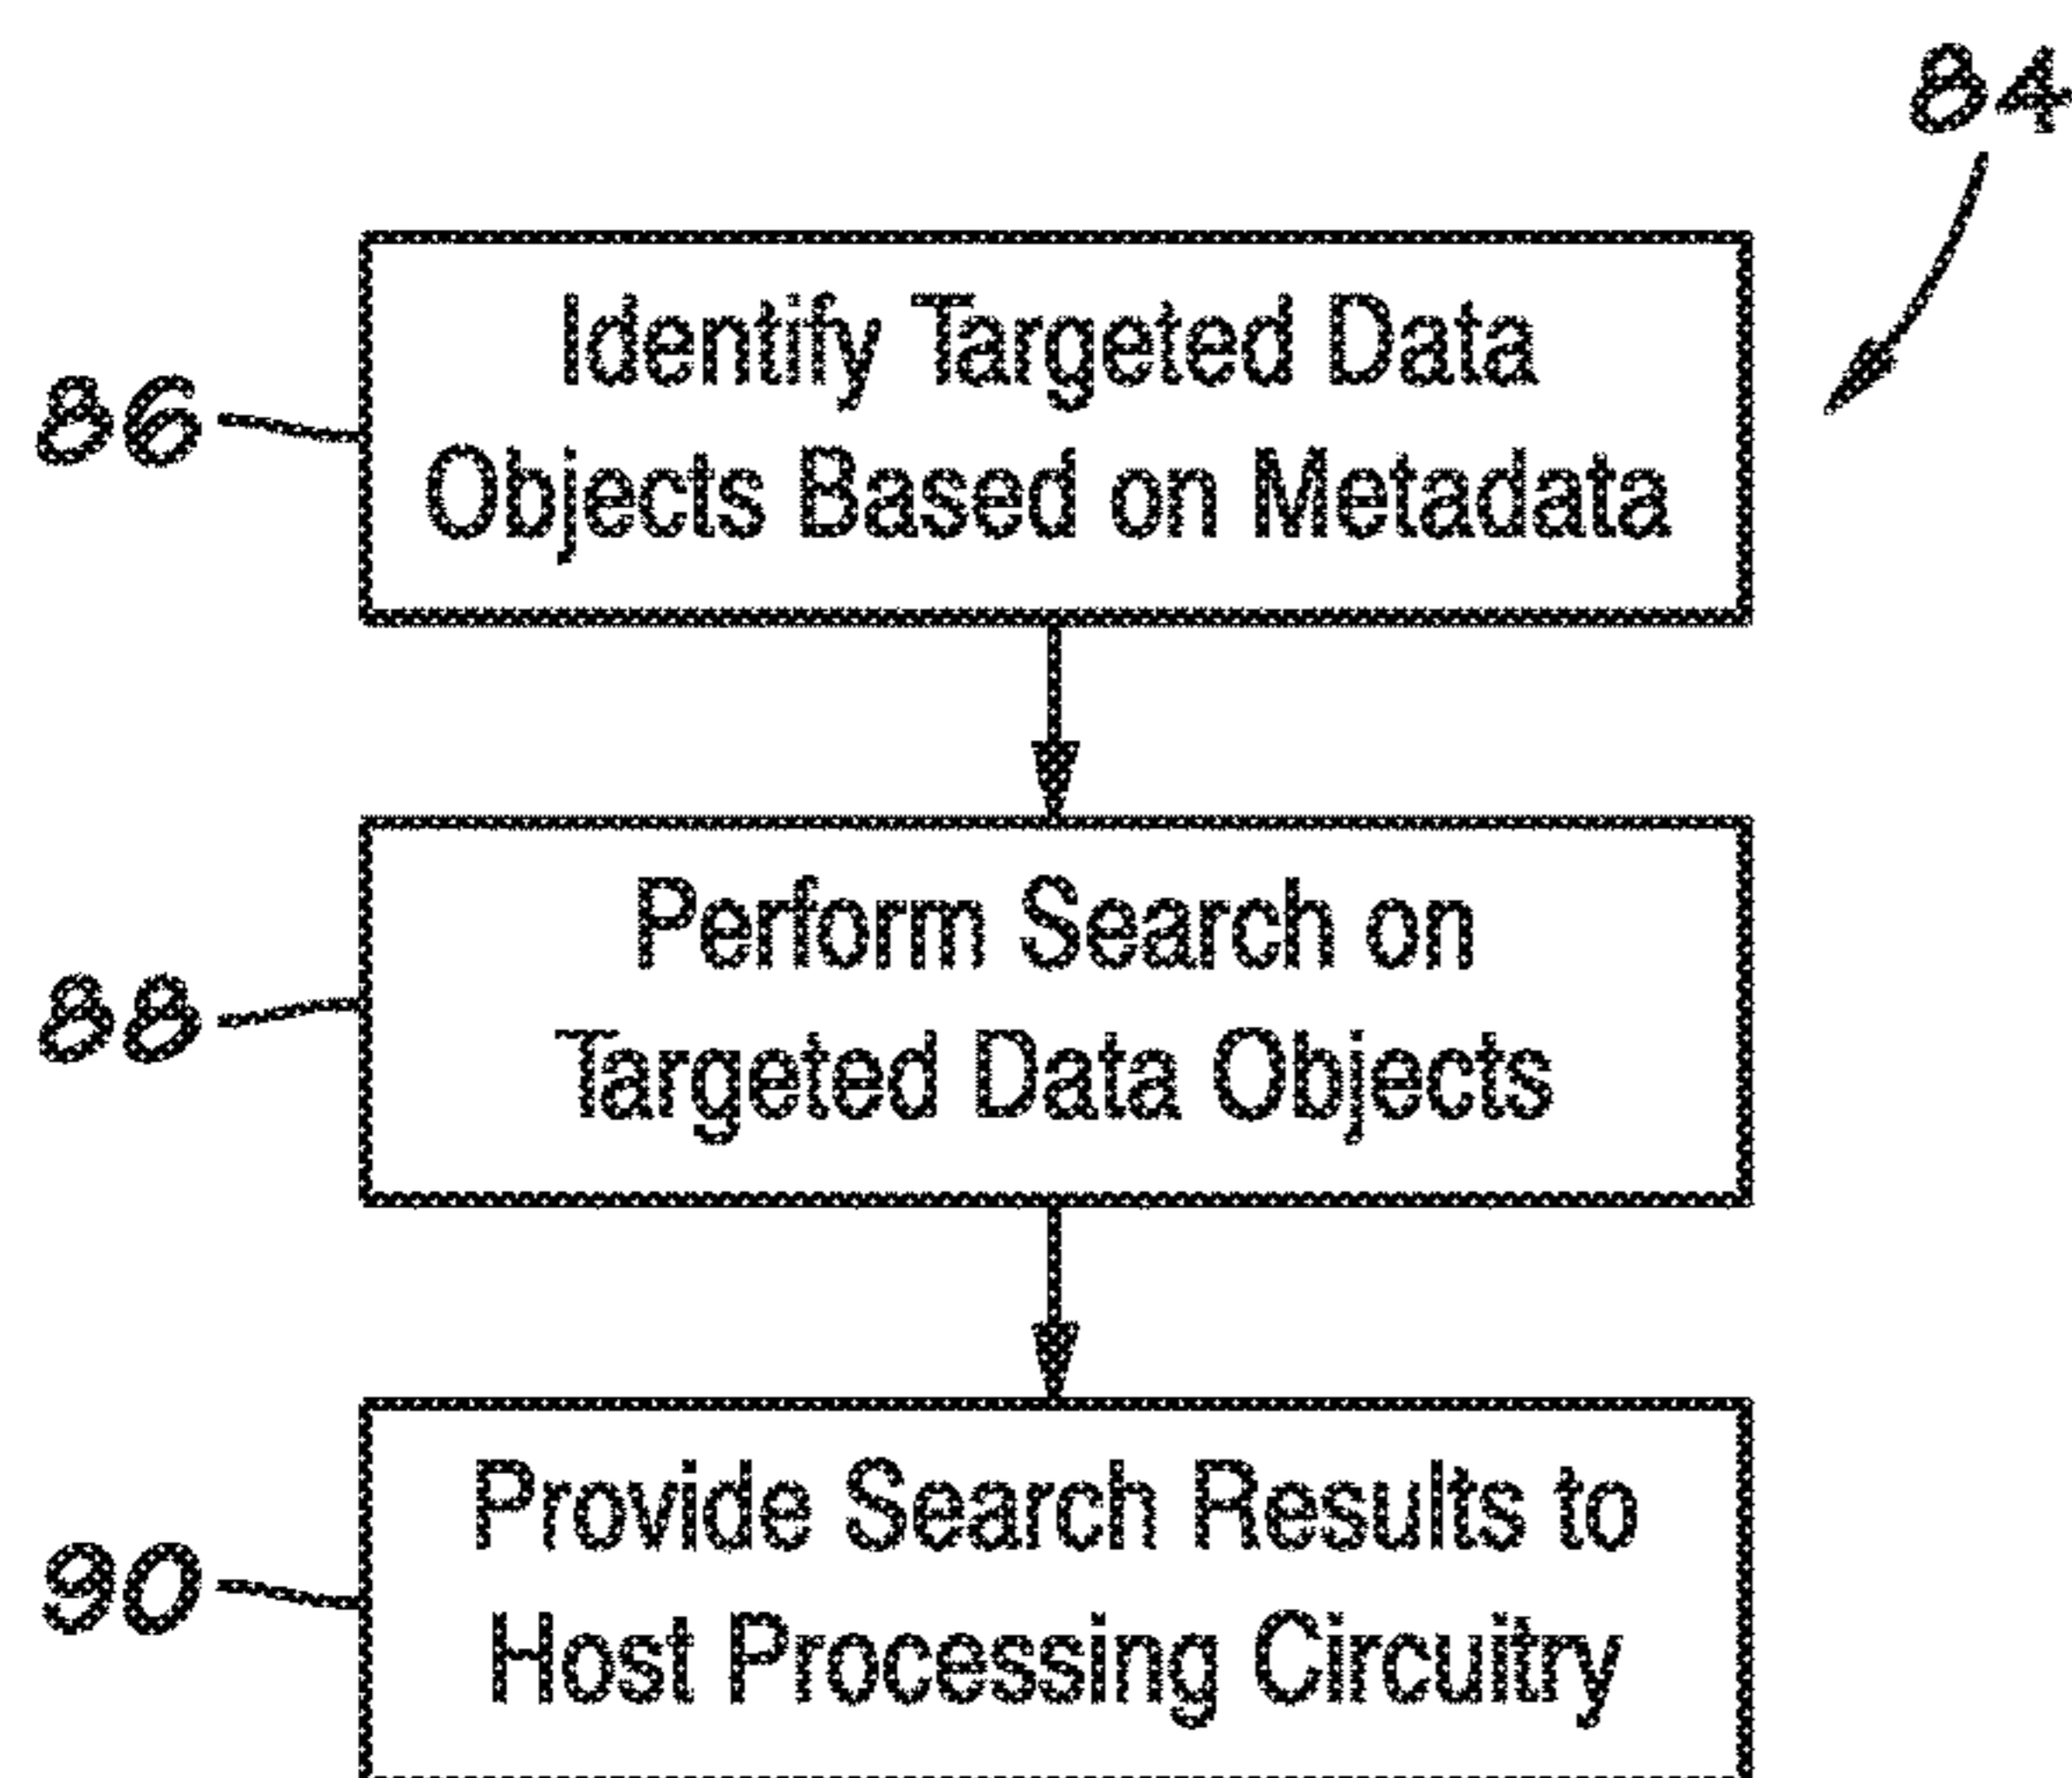 84
86
Identify Targeted Data
Objects Based on Metadata
88
Perform Search on
Targeted Data Objects
90
Provide Search Results to
Host Processing Circuitry